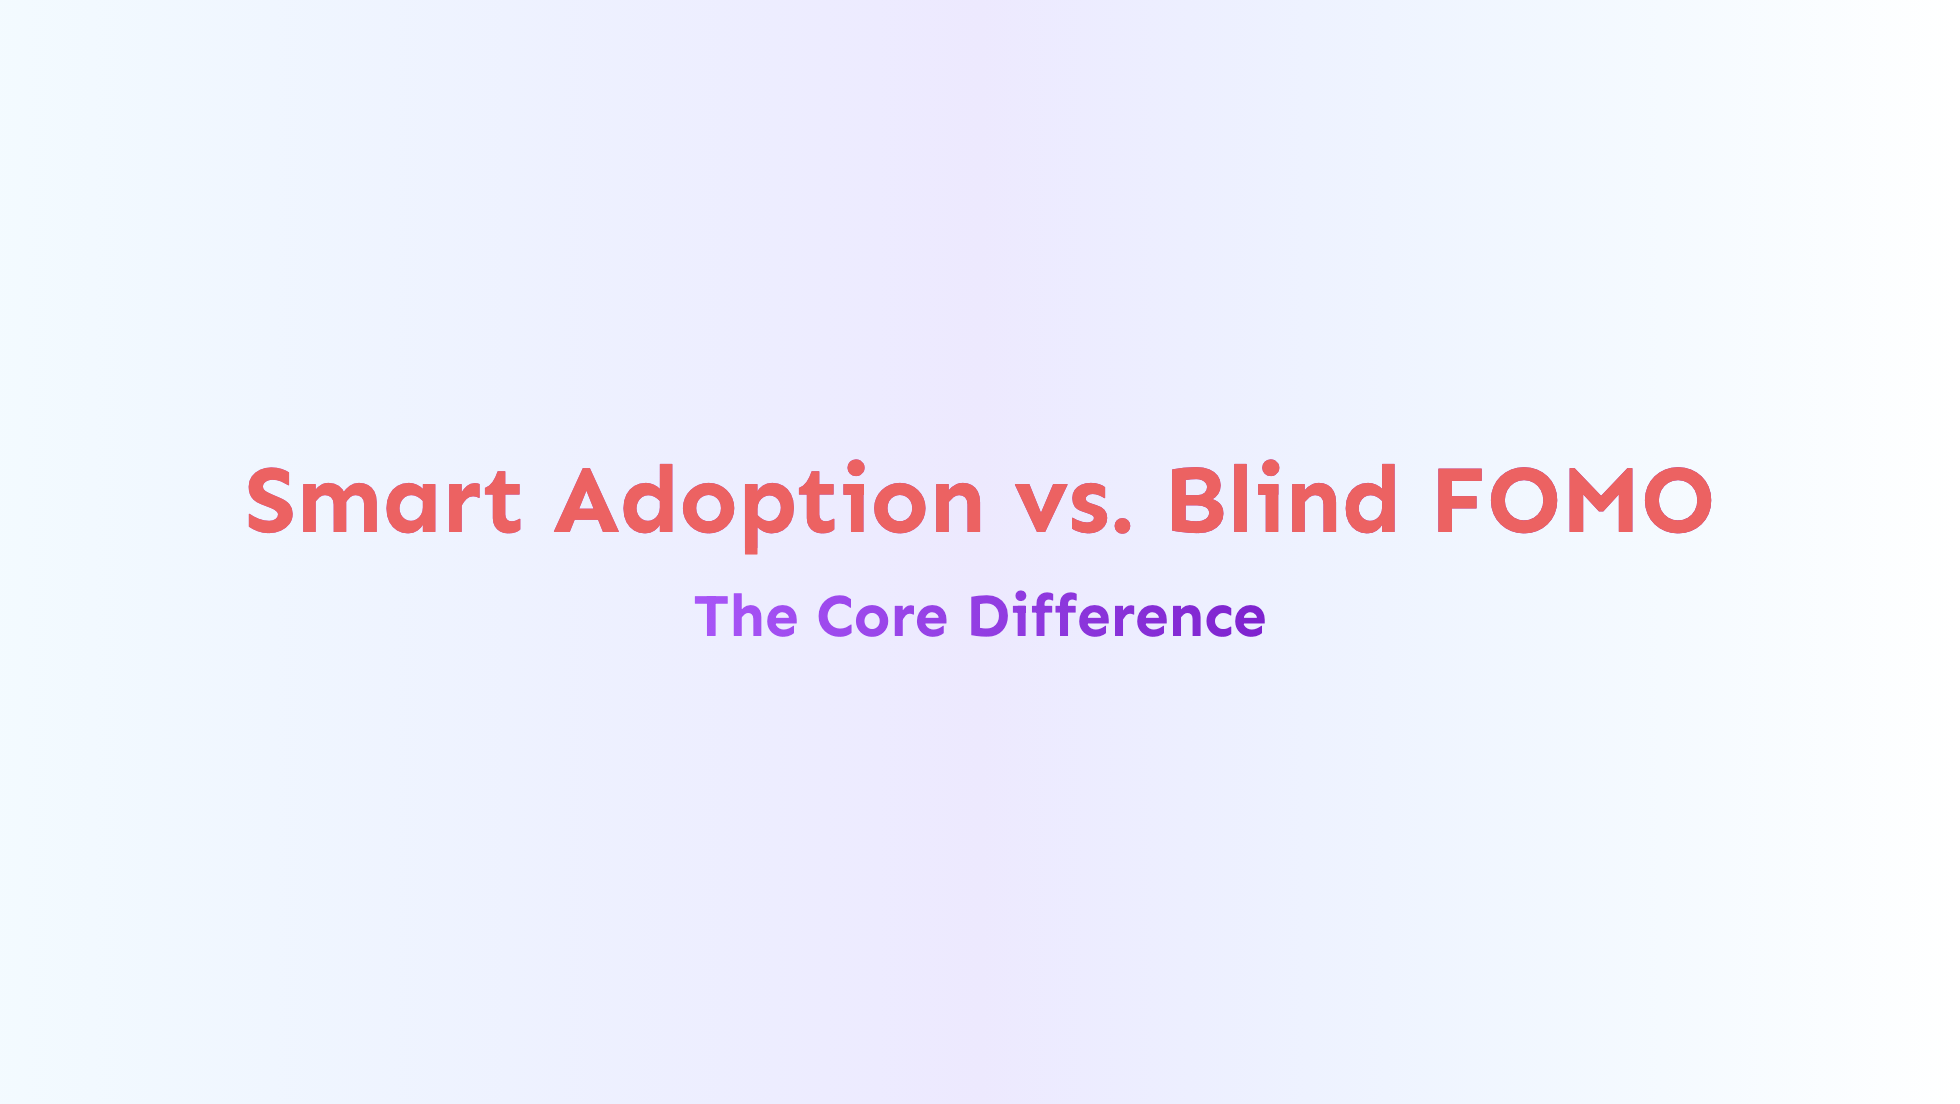 Smart Adoption vs. Blind FOMO
The Core Difference